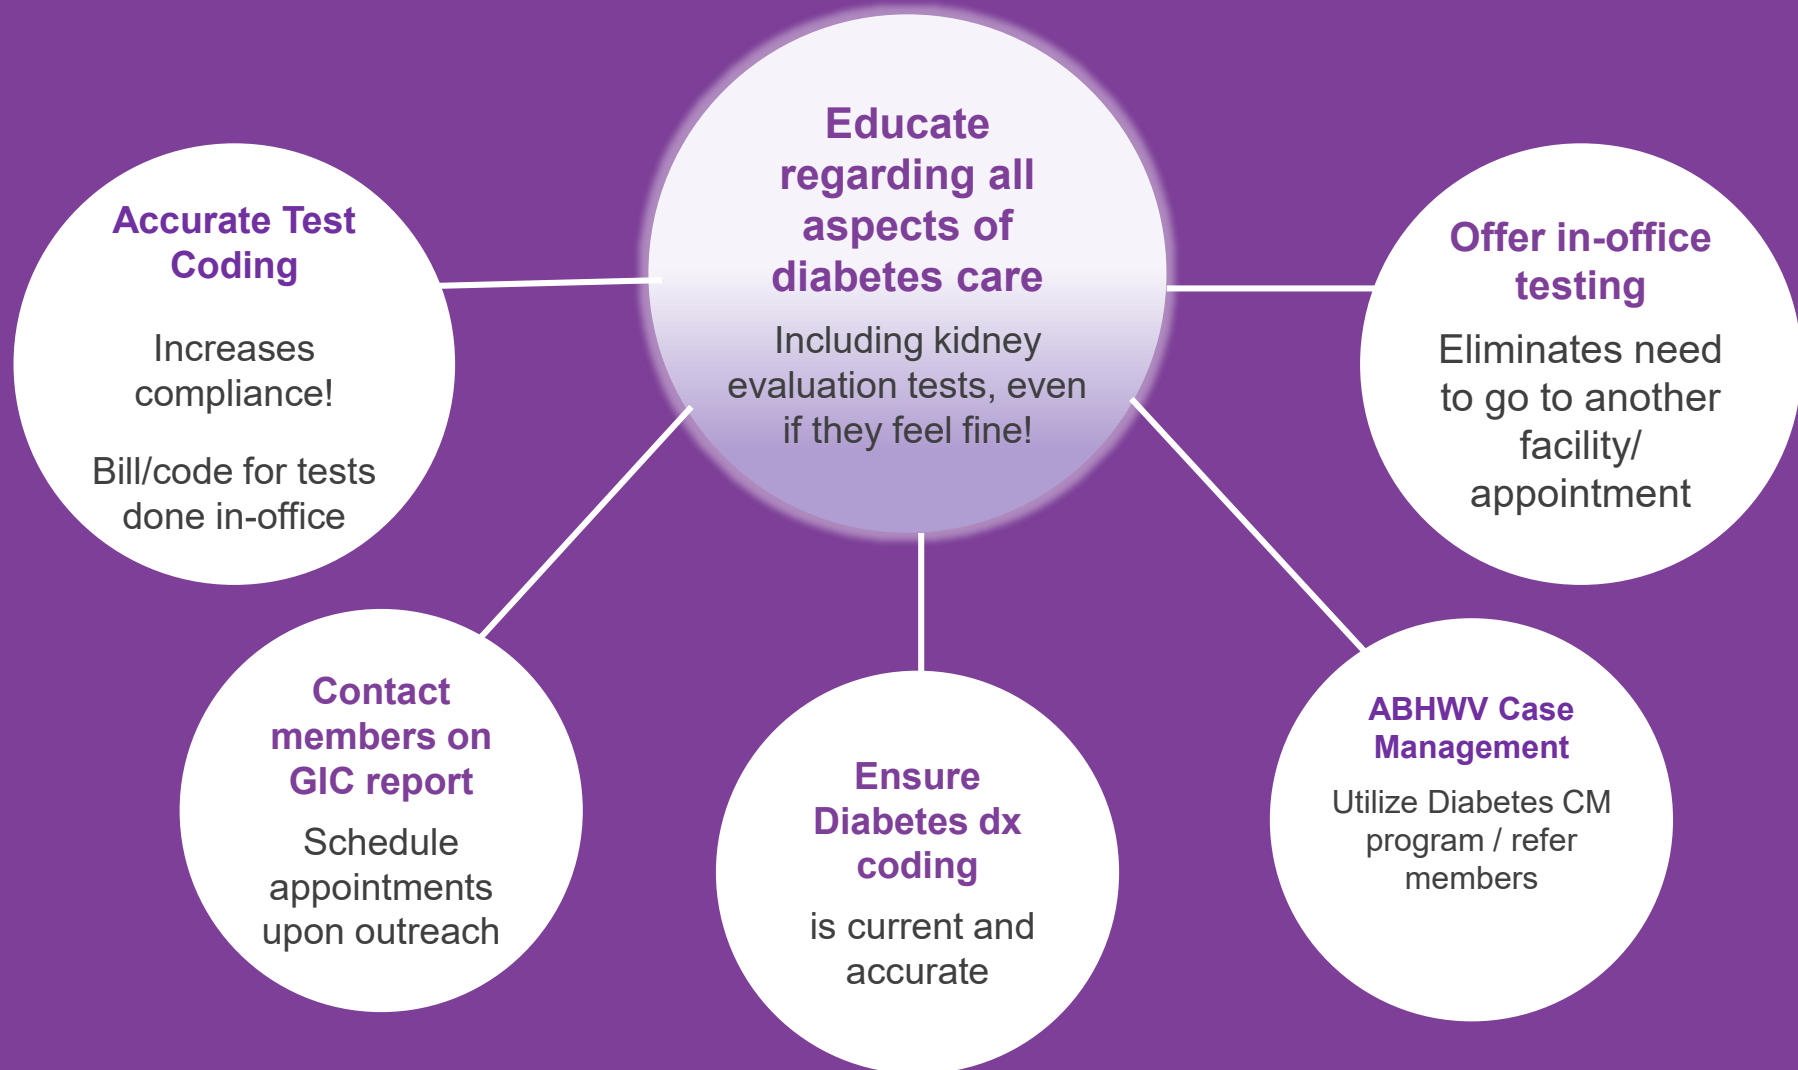 Educate
regarding all
aspects of
diabetes care
Including kidney
evaluation tests, even
if they feel fine!
Accurate Test
Coding
Increases
compliance!
Bill/code for tests
done in-office
Offer in-office
testing
Eliminates need
to go to another
facility/
appointment
Contact
members on
GIC report
Schedule
appointments
upon outreach
Ensure
Diabetes dx
coding
is current and
accurate
ABHWV Case
Management
Utilize Diabetes CM
program / refer
members